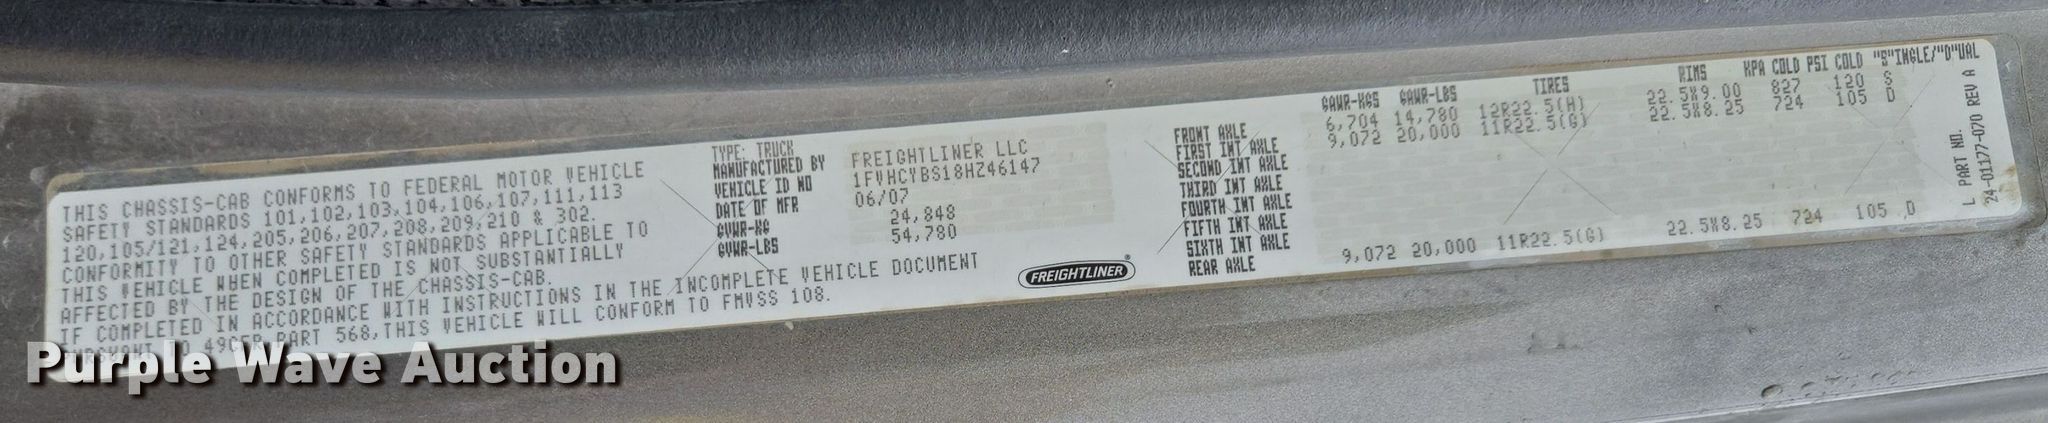 THIS CHASSIS-CAB CONFORMS TO FEDERAL MOTOR VEHICLE
SAFETY STANDARDS 101,102,103,104,106,107,111,113
120,105/121,124,205,206,207,208,209,210 & 302.
CONFORMITY TO OTHER SAFETY STANDARDS APPLICABLE TO
THIS VEHICLE WHEN COMPLETED IS NOT SUBSTANTIALLY
AFFECTED BY THE DESIGN OF THE CHASSIS-CAB.
IF COMPLETED IN ACCORDANCE WITH INSTRUCTIONS IN THE INCOMPLETE VEHICLE DOCUMENT
49CFR PART 568,THIS VEHICLE WILL CONFORM TO FMVSS 108.
TYPE: TRUCK
MANUFACTURED BY FREIGHTLINER LLC
VEHICLE ID NO 1FVHCYBS18HZ46147
DATE OF MFR 06/07
GVWR-KG 24,848
GVWR-LBS 54,780
FREIGHTLINER
GAWR-KGS GAWR-LBS TIRES RIMS KPA COLD PSI COLD "S"INGLE/"D"UAL
FRONT AXLE 6,704 14,780 12R22.5(H) 22.5X9.00 827 120 S
FIRST INT AXLE 9,072 20,000 11R22.5(G) 22.5X8.25 724 105 D
SECOND INT AXLE
THIRD INT AXLE
FOURTH INT AXLE
FIFTH INT AXLE
SIXTH INT AXLE
REAR AXLE 9,072 20,000 11R22.5(G) 22.5X8.25 724 105 D
L PART NO.
24-01177-070 REV A
Purple Wave Auction